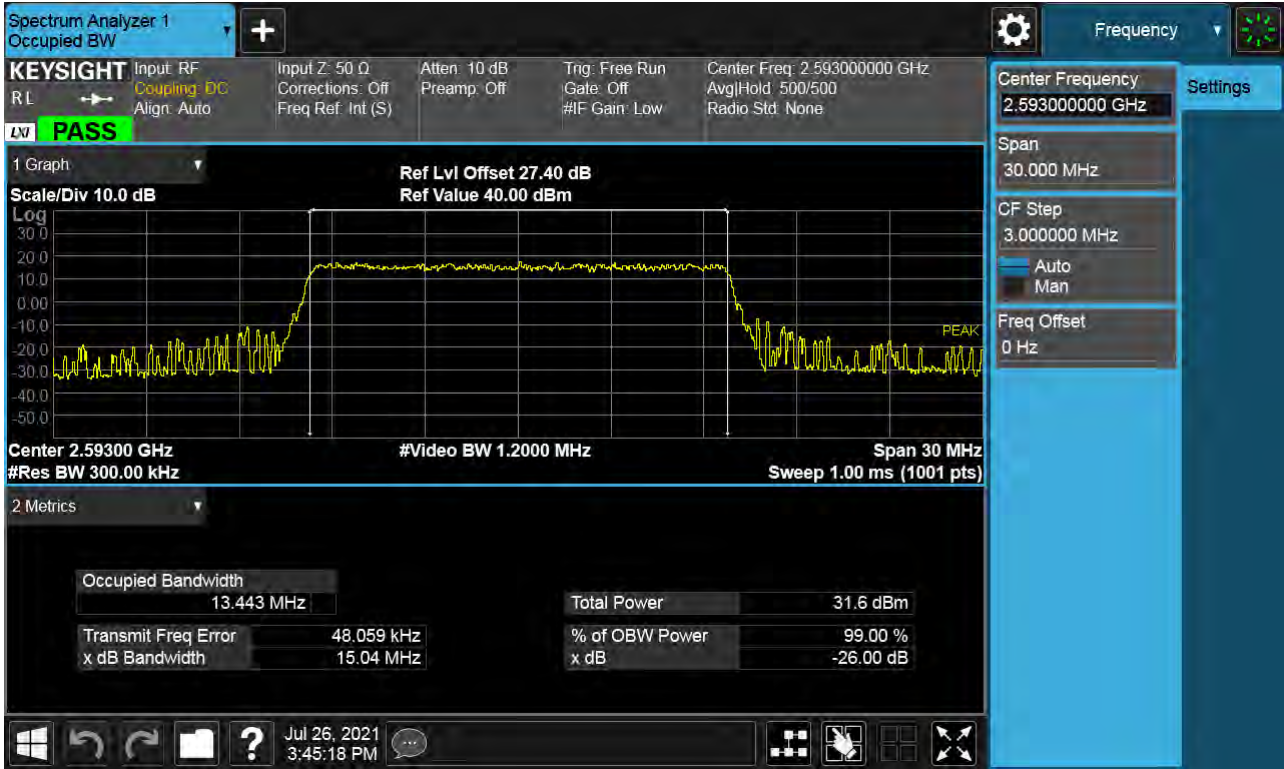 Spectrum Analyzer 1
Occupied BW
+
Frequency
KEYSIGHT
RL
LXI
PASS
Input: RF
Coupling: DC
Align: Auto
Input Z: 50 Ω
Corrections: Off
Freq Ref: Int (S)
Atten: 10 dB
Preamp: Off
Trig: Free Run
Gate: Off
#IF Gain: Low
Center Freq: 2.593000000 GHz
Avg|Hold: 500/500
Radio Std: None
Center Frequency
2.593000000 GHz
Settings
Span
30.000 MHz
CF Step
3.000000 MHz
Auto
Man
Freq Offset
0 Hz
1 Graph
Scale/Div 10.0 dB
Ref Lvl Offset 27.40 dB
Ref Value 40.00 dBm
Log
30.0
20.0
10.0
0.00
-10.0
-20.0
-30.0
-40.0
-50.0
PEAK
Center 2.59300 GHz
#Video BW 1.2000 MHz
Span 30 MHz
#Res BW 300.00 kHz
Sweep 1.00 ms (1001 pts)
2 Metrics
Occupied Bandwidth
13.443 MHz
Total Power 31.6 dBm
Transmit Freq Error 48.059 kHz
% of OBW Power 99.00 %
x dB Bandwidth 15.04 MHz
x dB -26.00 dB
?
Jul 26, 2021
3:45:18 PM